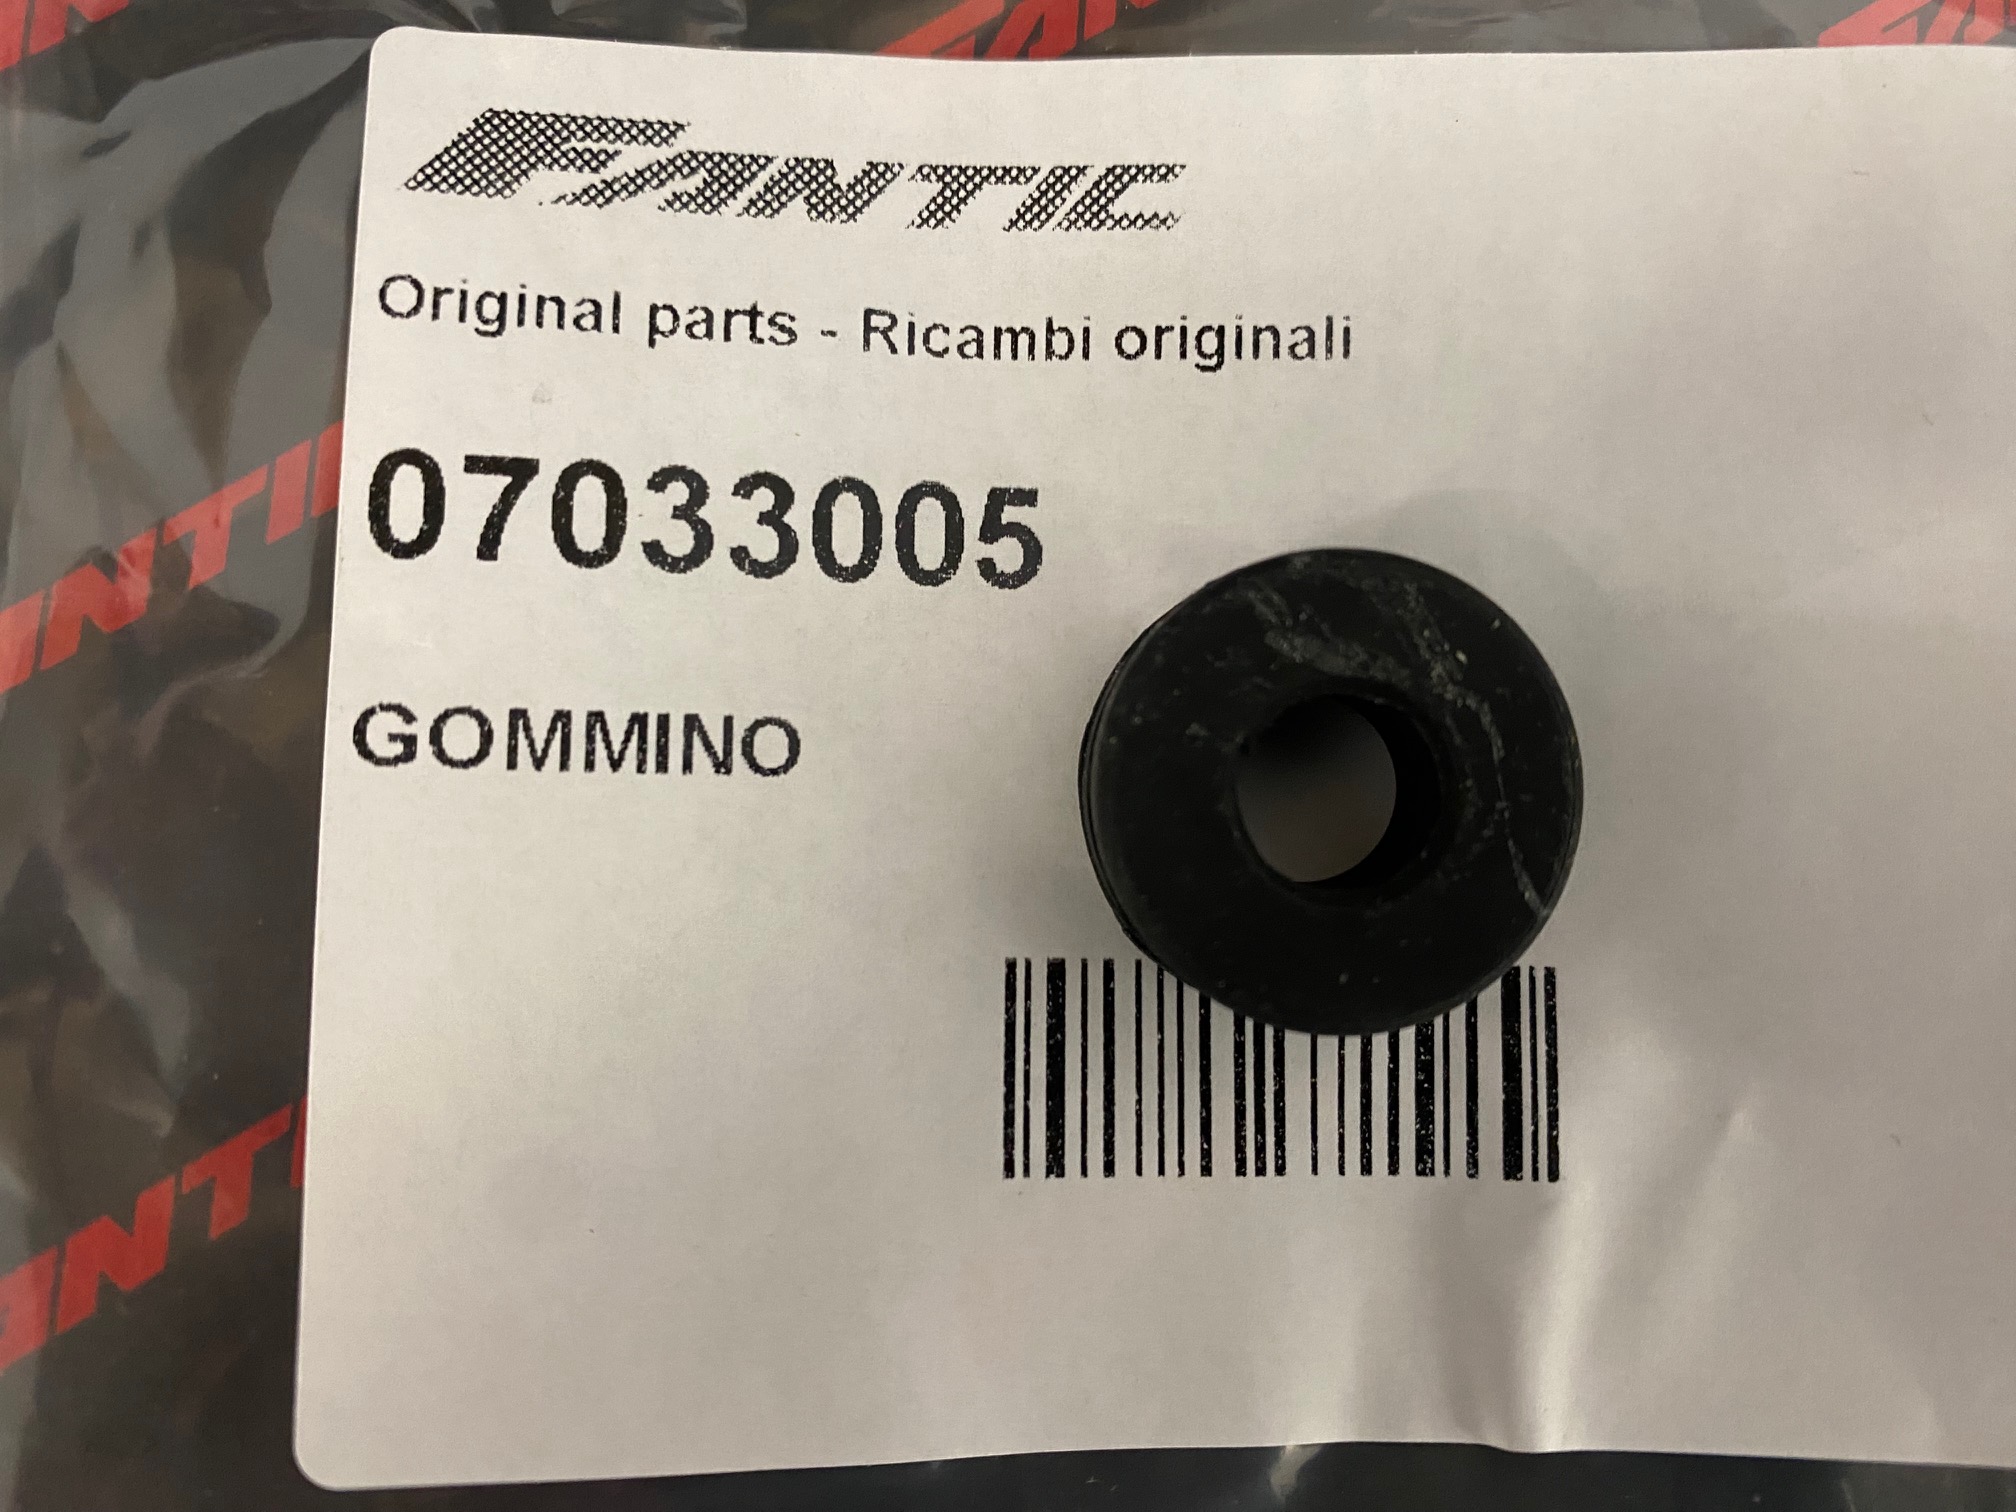 FANTIC
Original parts - Ricambi originali
07033005
GOMMINO